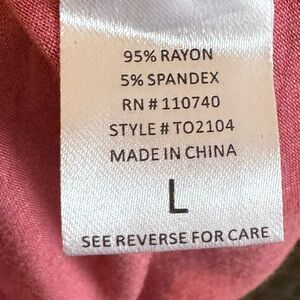 95% RAYON
5% SPANDEX
RN # 110740
STYLE # TO2104
MADE IN CHINA
L
SEE REVERSE FOR CARE